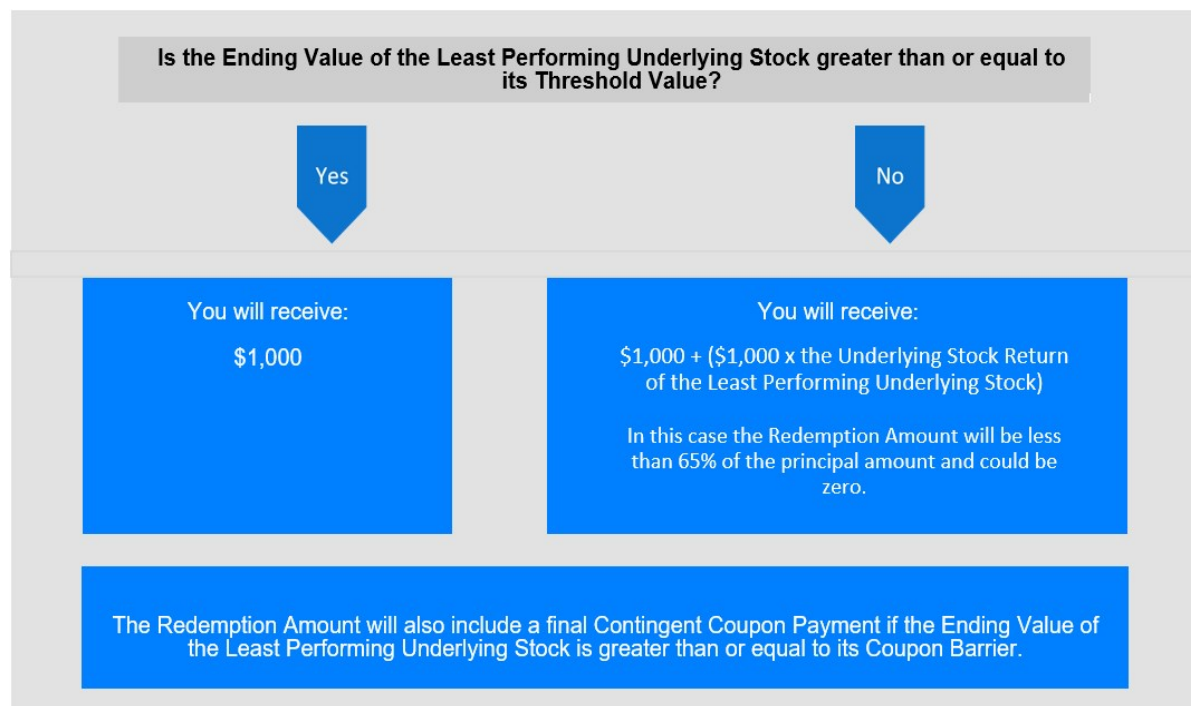 Is the Ending Value of the Least Performing Underlying Stock greater than or equal to
its Threshold Value?
Yes
No
You will receive:
$1,000
You will receive:
$1,000 + ($1,000 x the Underlying Stock Return
of the Least Performing Underlying Stock)
In this case the Redemption Amount will be less
than 65% of the principal amount and could be
zero.
The Redemption Amount will also include a final Contingent Coupon Payment if the Ending Value of
the Least Performing Underlying Stock is greater than or equal to its Coupon Barrier.